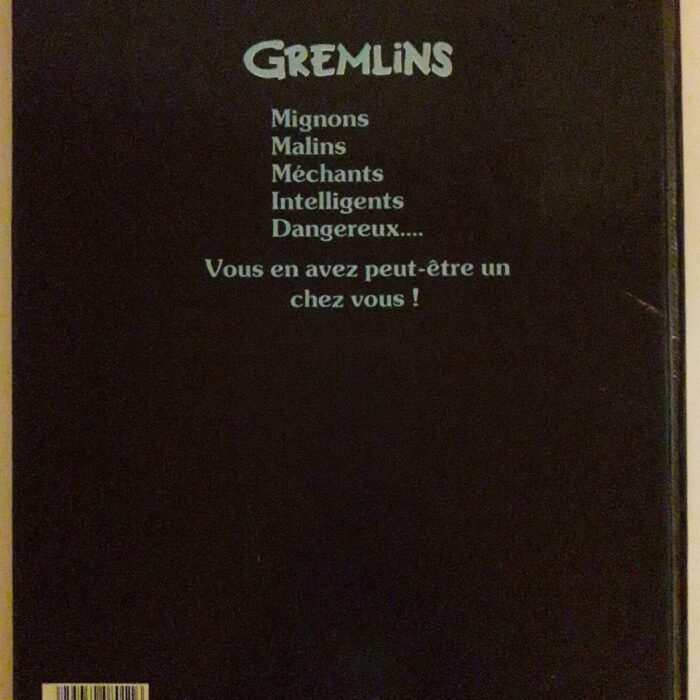 GREMLiNS
Mignons
Malins
Méchants
Intelligents
Dangereux....
Vous en avez peut-être un
chez vous !